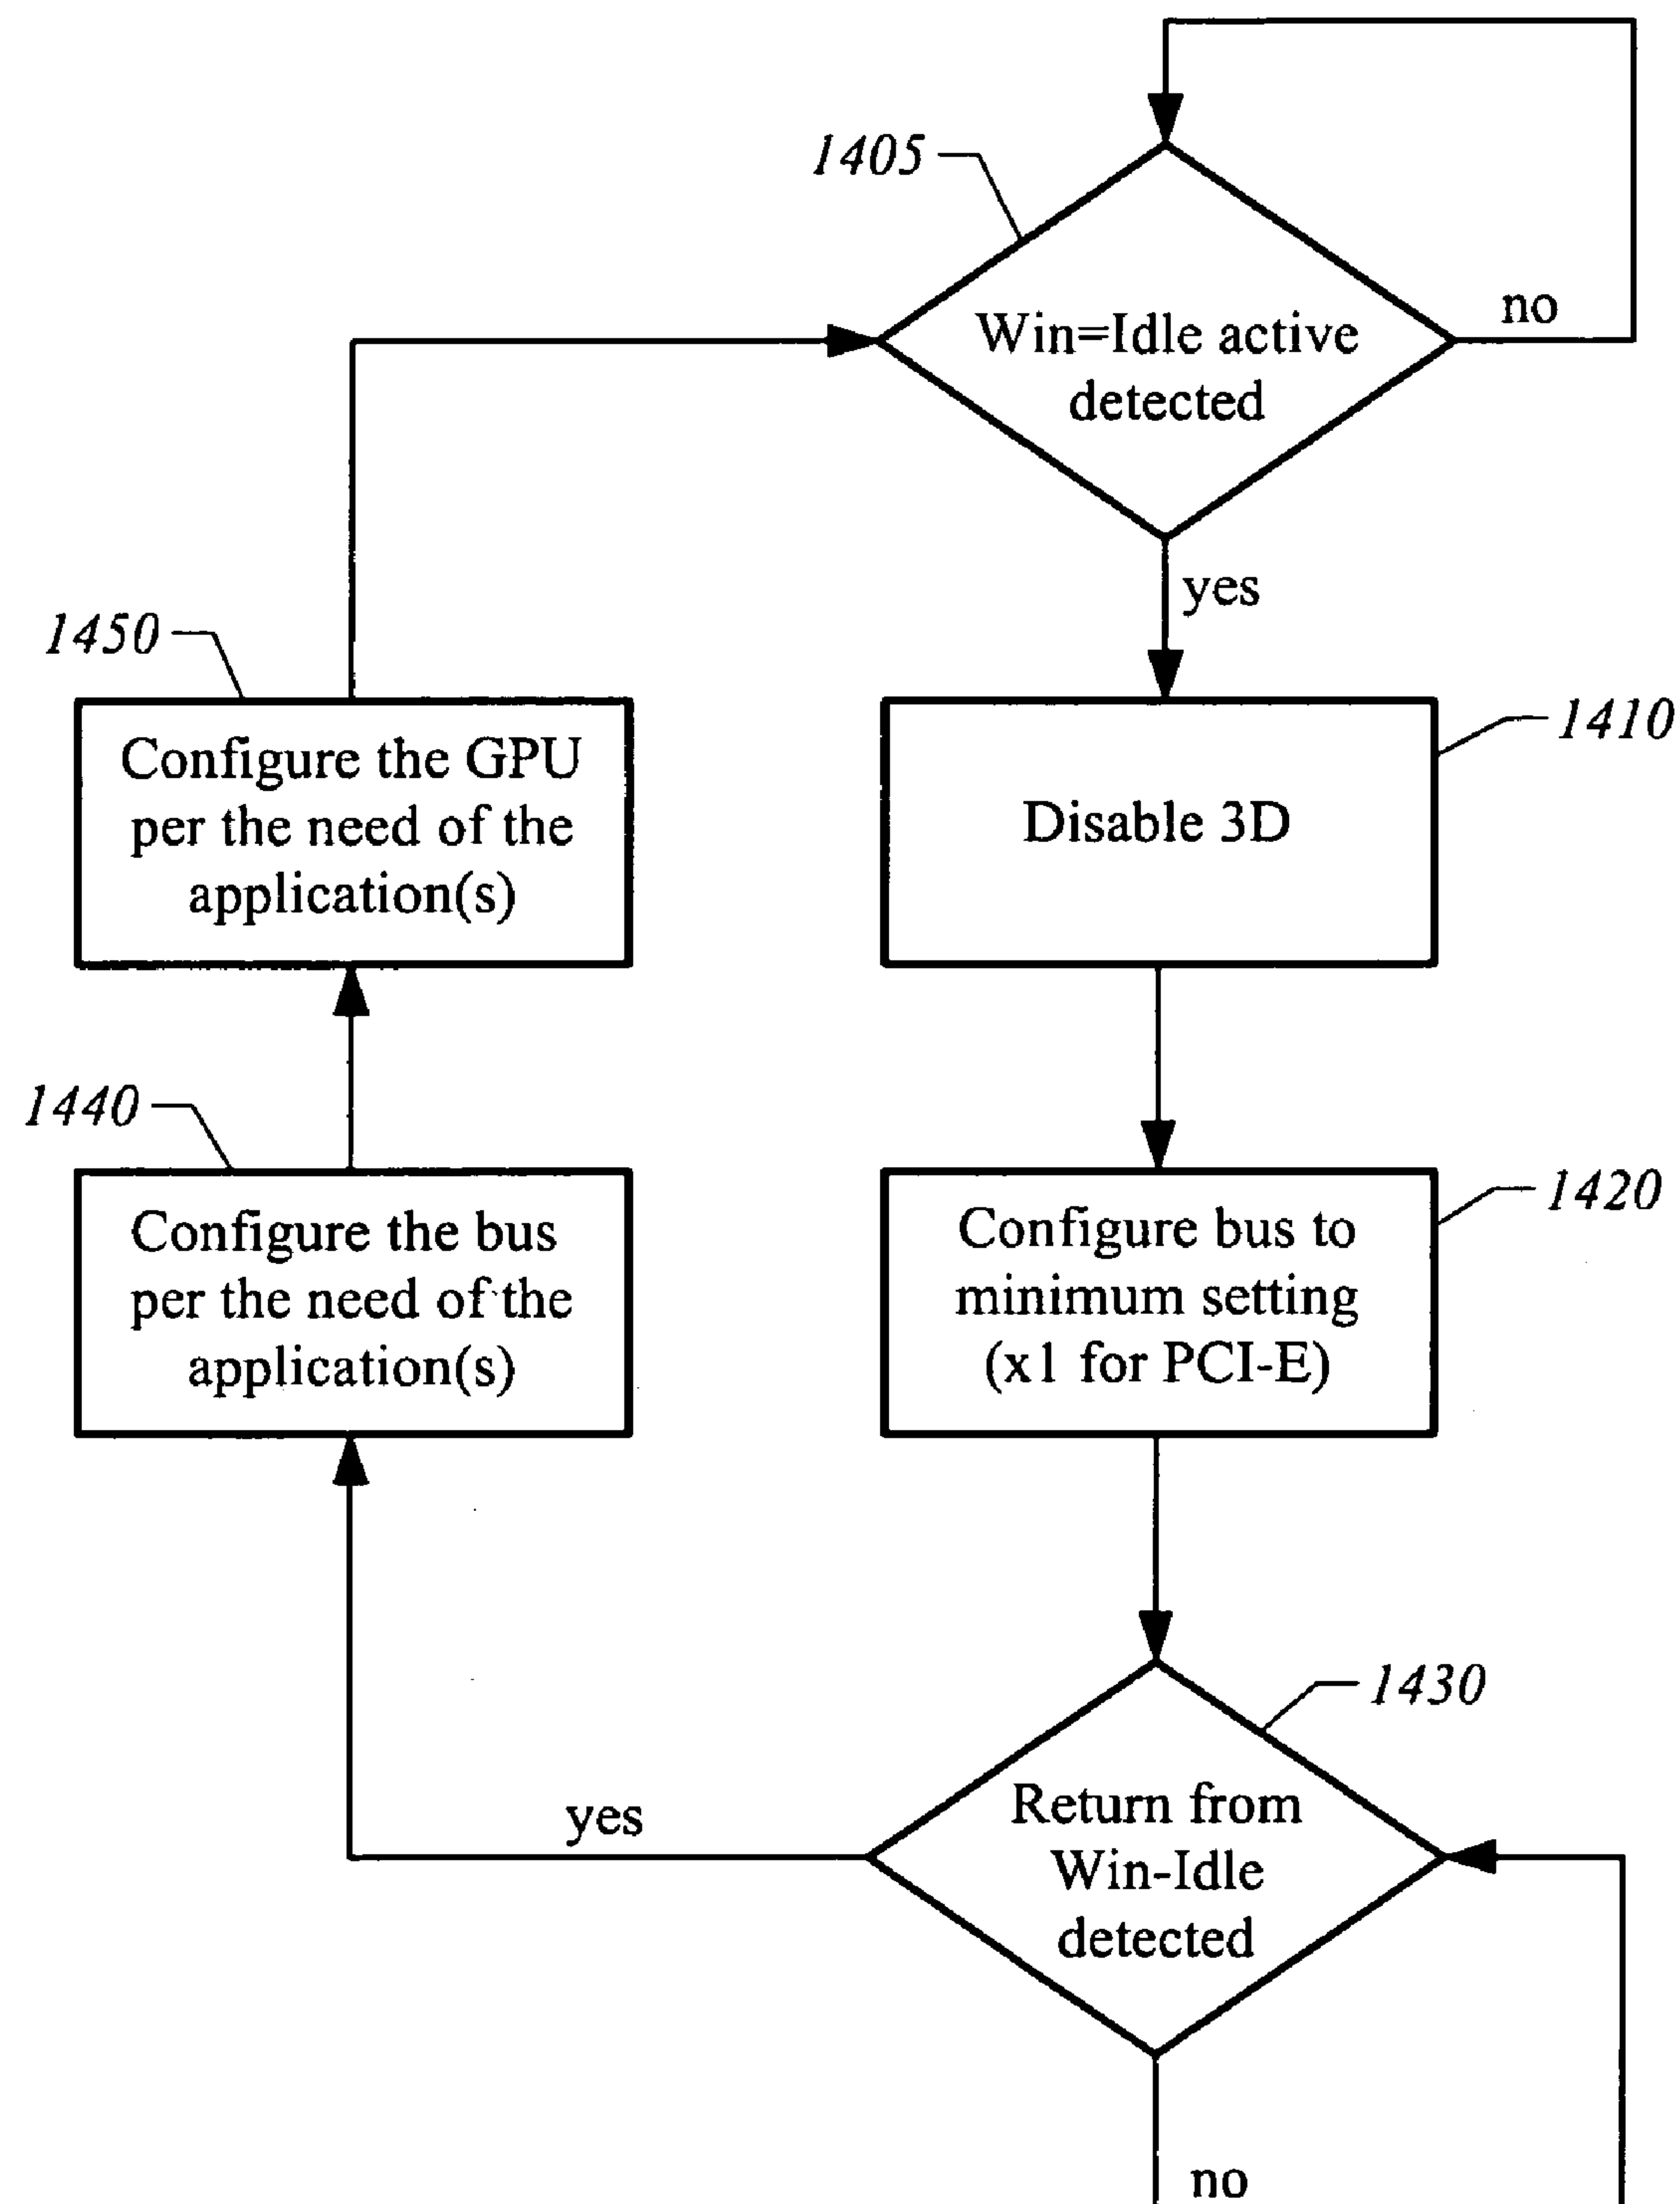 1405
Win=Idle active
detected
no
yes
1450
Configure the GPU
per the need of the
application(s)
1410
Disable 3D
1440
Configure the bus
per the need of the
application(s)
1420
Configure bus to
minimum setting
(x1 for PCI-E)
1430
Return from
Win-Idle
detected
yes
no